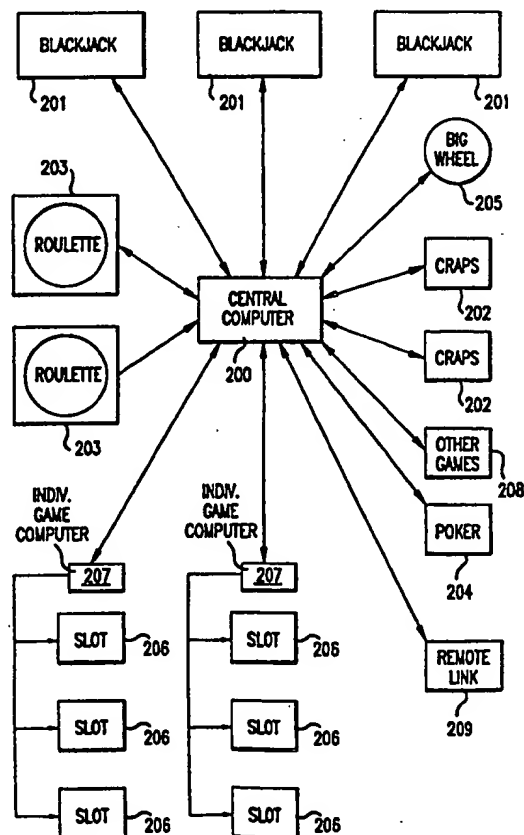 BLACKJACK
BLACKJACK
BLACKJACK
201
201
201
203
BIG
WHEEL
205
ROULETTE
CENTRAL
COMPUTER
200
CRAPS
202
ROULETTE
203
CRAPS
202
OTHER
GAMES
208
INDIV.
GAME
COMPUTER
207
INDIV.
GAME
COMPUTER
207
POKER
204
SLOT
206
SLOT
206
REMOTE
LINK
209
SLOT
206
SLOT
206
SLOT
206
SLOT
206